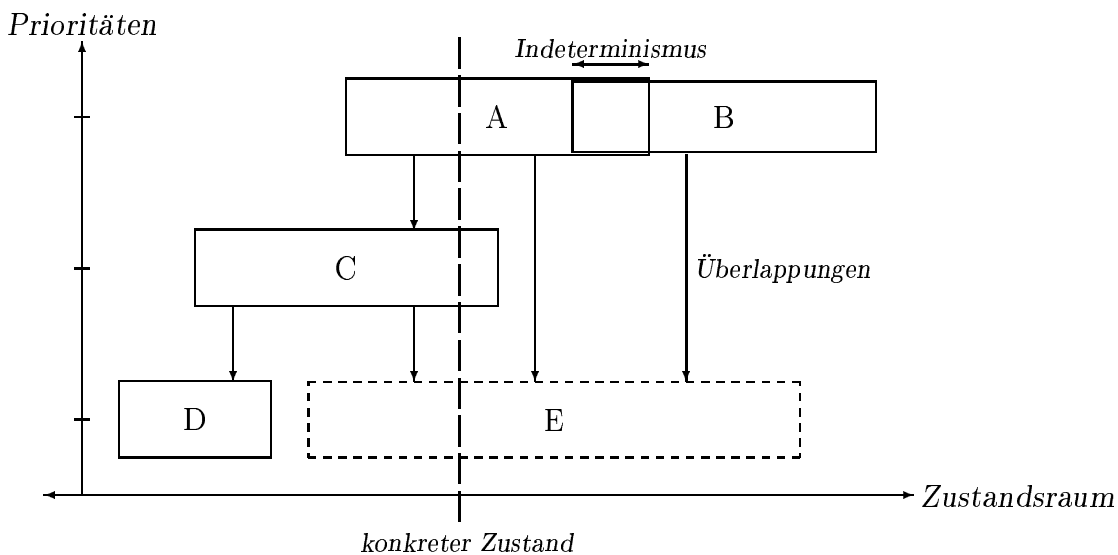 Prioritäten
Indeterminismus
A
B
C
Überlappungen
D
E
Zustandsraum
konkreter Zustand